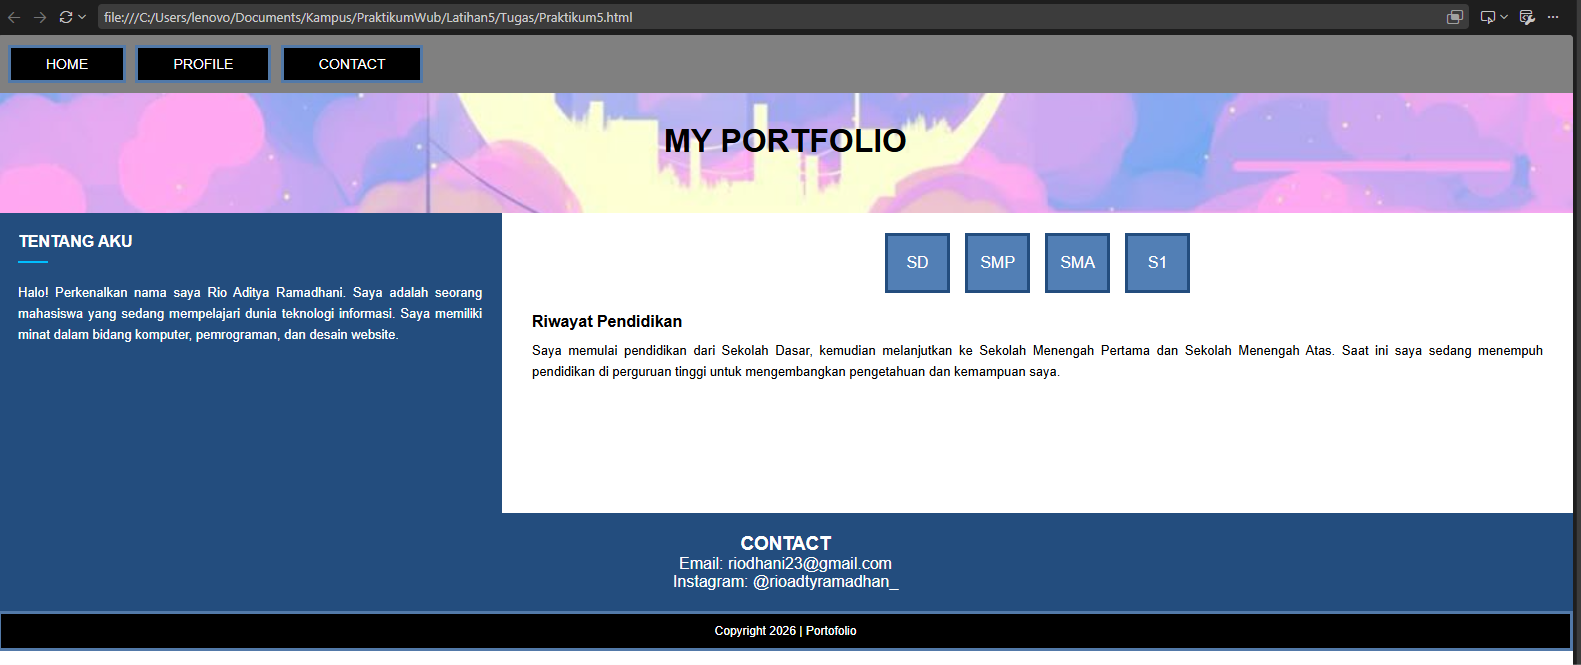 file:///C:/Users/lenovo/Documents/Kampus/PraktikumWub/Latihan5/Tugas/Praktikum5.html
HOME PROFILE CONTACT
MY PORTFOLIO
TENTANG AKU
Halo! Perkenalkan nama saya Rio Aditya Ramadhani. Saya adalah seorang
mahasiswa yang sedang mempelajari dunia teknologi informasi. Saya memiliki
minat dalam bidang komputer, pemrograman, dan desain website.
SD SMP SMA S1
Riwayat Pendidikan
Saya memulai pendidikan dari Sekolah Dasar, kemudian melanjutkan ke Sekolah Menengah Pertama dan Sekolah Menengah Atas. Saat ini saya sedang menempuh
pendidikan di perguruan tinggi untuk mengembangkan pengetahuan dan kemampuan saya.
CONTACT
Email: riodhani23@gmail.com
Instagram: @rioadtyramadhan_
Copyright 2026 | Portofolio